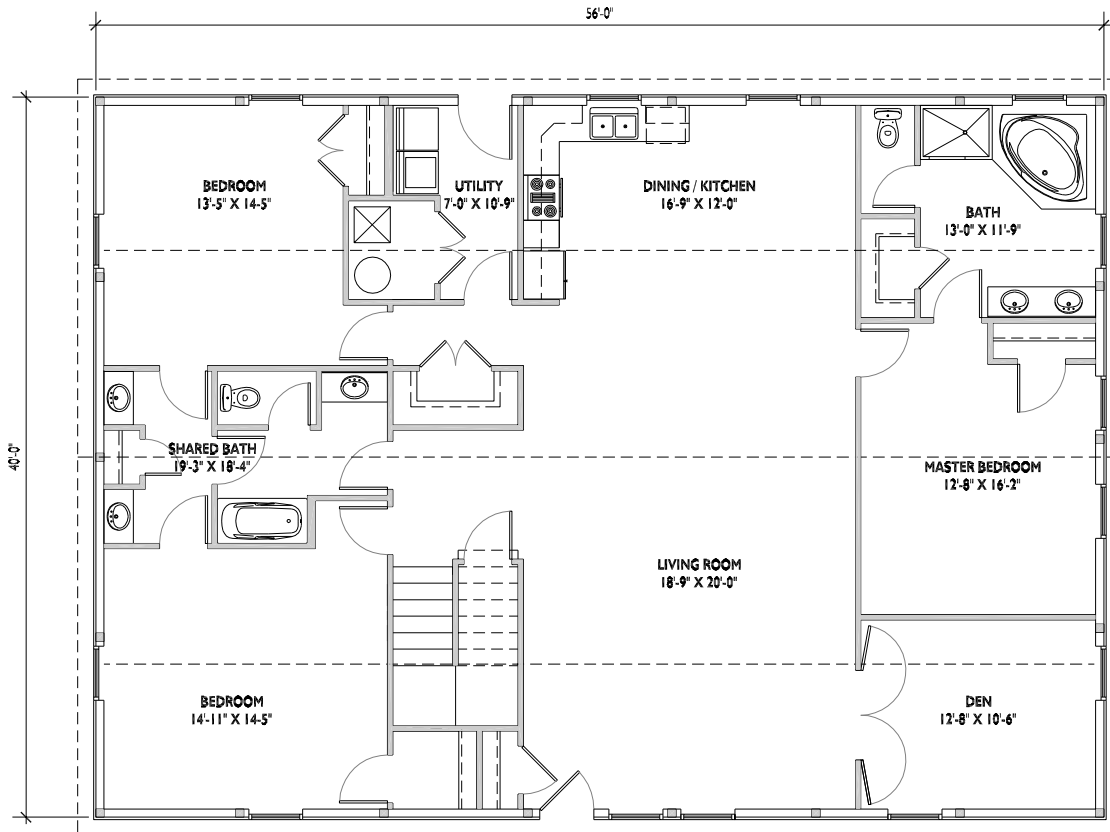 56'-0"
BEDROOM
13'-5" X 14'-5"
UTILITY
7'-0" X 10'-9"
DINING / KITCHEN
16'-9" X 12'-0"
BATH
13'-0" X 11'-9"
40'-0"
SHARED BATH
19'-3" X 18'-4"
MASTER BEDROOM
12'-8" X 16'-2"
LIVING ROOM
18'-9" X 20'-0"
BEDROOM
14'-11" X 14'-5"
DEN
12'-8" X 10'-6"